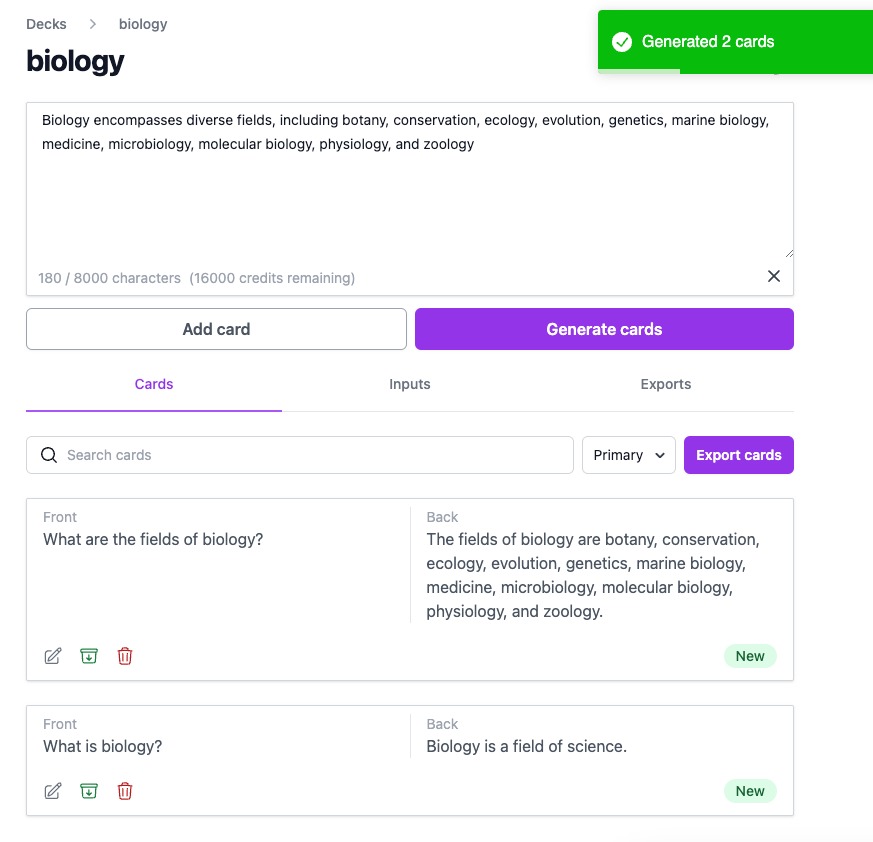 Decks > biology
Generated 2 cards
biology
Biology encompasses diverse fields, including botany, conservation, ecology, evolution, genetics, marine biology,
medicine, microbiology, molecular biology, physiology, and zoology
180 / 8000 characters (16000 credits remaining)
Add card
Generate cards
Cards
Inputs
Exports
Search cards
Primary
Export cards
Front
What are the fields of biology?
Back
The fields of biology are botany, conservation,
ecology, evolution, genetics, marine biology,
medicine, microbiology, molecular biology,
physiology, and zoology.
New
Front
What is biology?
Back
Biology is a field of science.
New